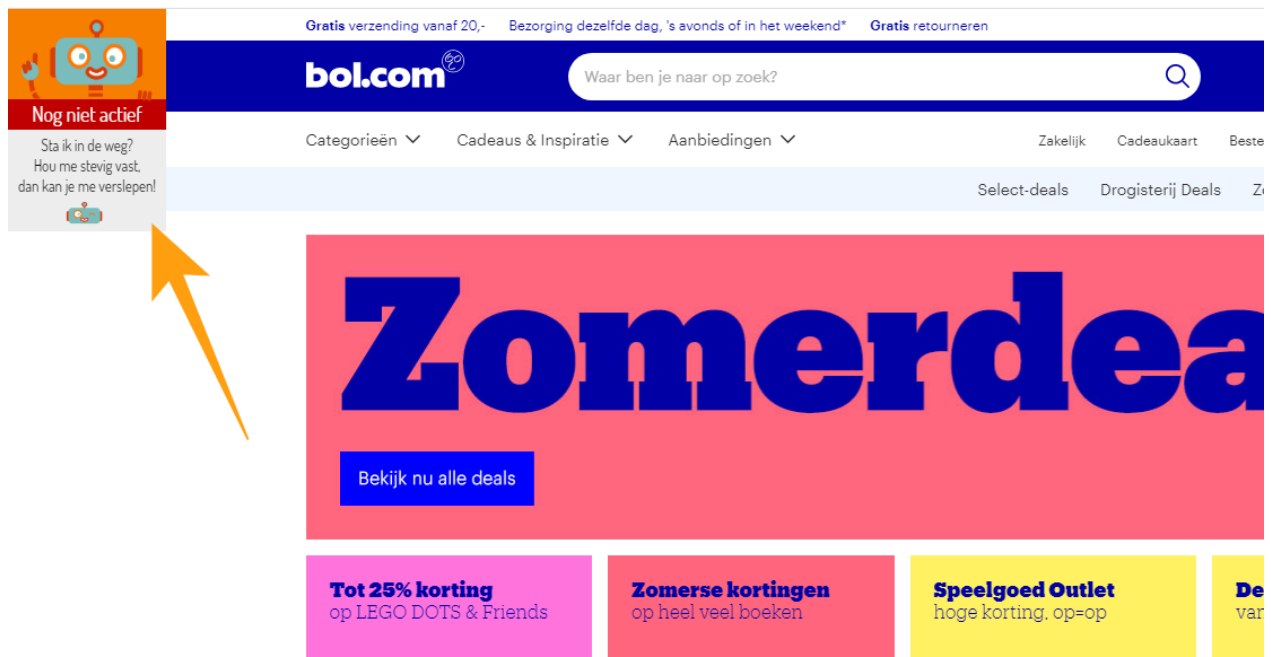 Gratis verzending vanaf 20,- Bezorging dezelfde dag, 's avonds of in het weekend* Gratis retourneren
bol.com
Waar ben je naar op zoek?
Nog niet actief
Sta ik in de weg?
Hou me stevig vast,
dan kan je me verslepen!
Categorieën Cadeaus & Inspiratie Aanbiedingen Zakelijk Cadeaukaart Beste
Select-deals Drogisterij Deals
Zomerdea
Bekijk nu alle deals
Tot 25% korting
op LEGO DOTS & Friends
Zomerse kortingen
op heel veel boeken
Speelgoed Outlet
hoge korting, op=op
De
van